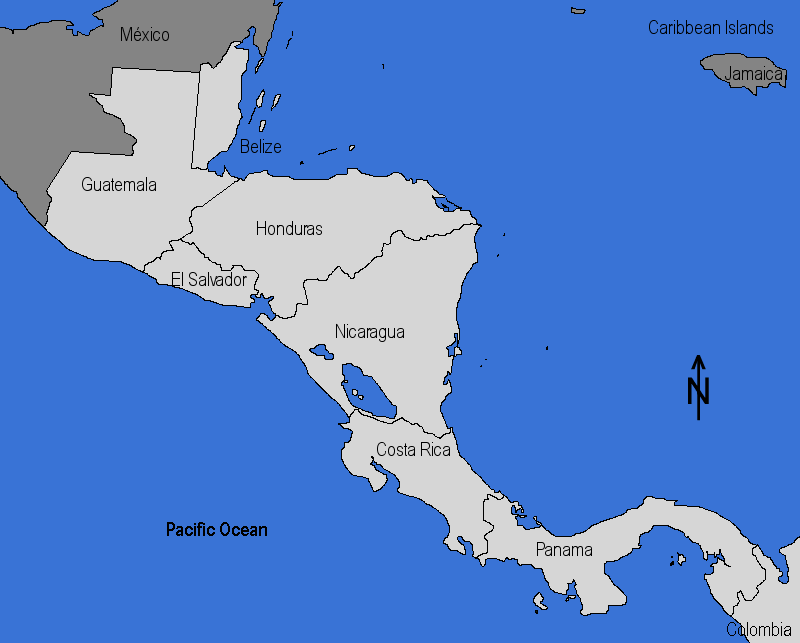 Caribbean Islands
México
Jamaica
Belize
Guatemala
Honduras
El Salvador
Nicaragua
N
Costa Rica
Pacific Ocean
Panama
Colombia